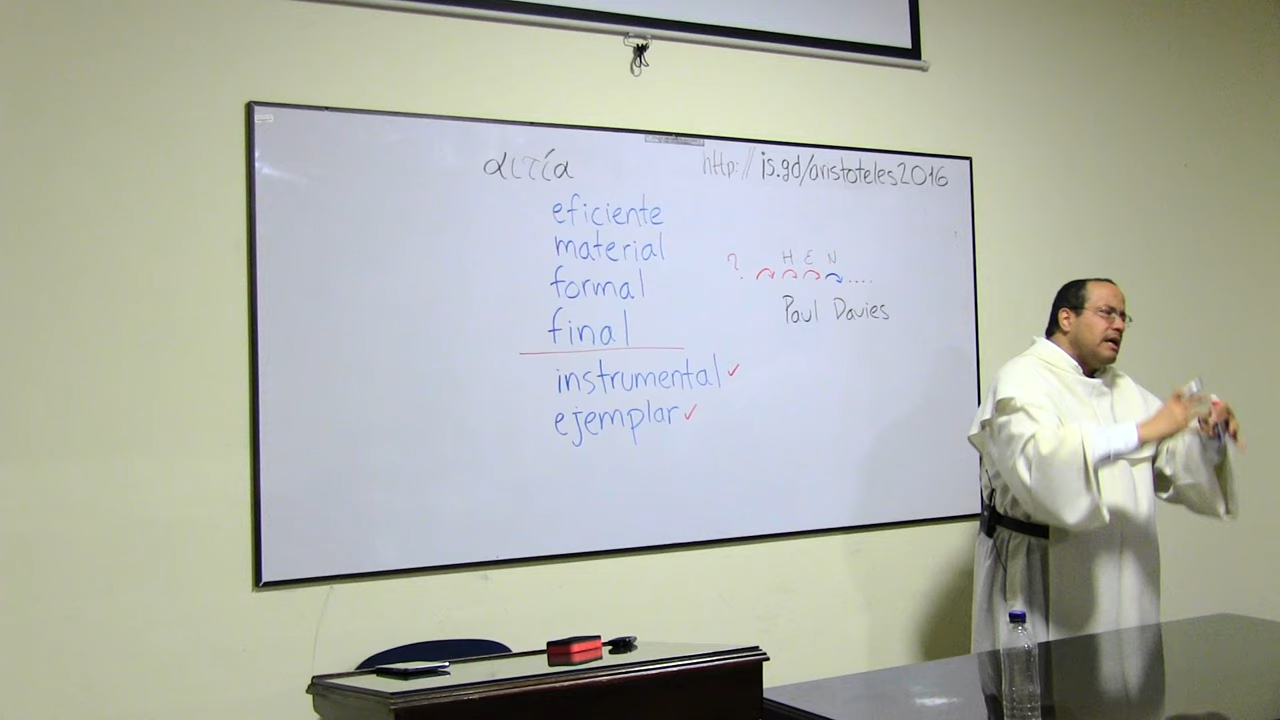 αιτία
http://is.gd/aristoteles2016
eficiente
material
formal
final
instrumental ✓
ejemplar ✓
? H E N ....
Paul Davies